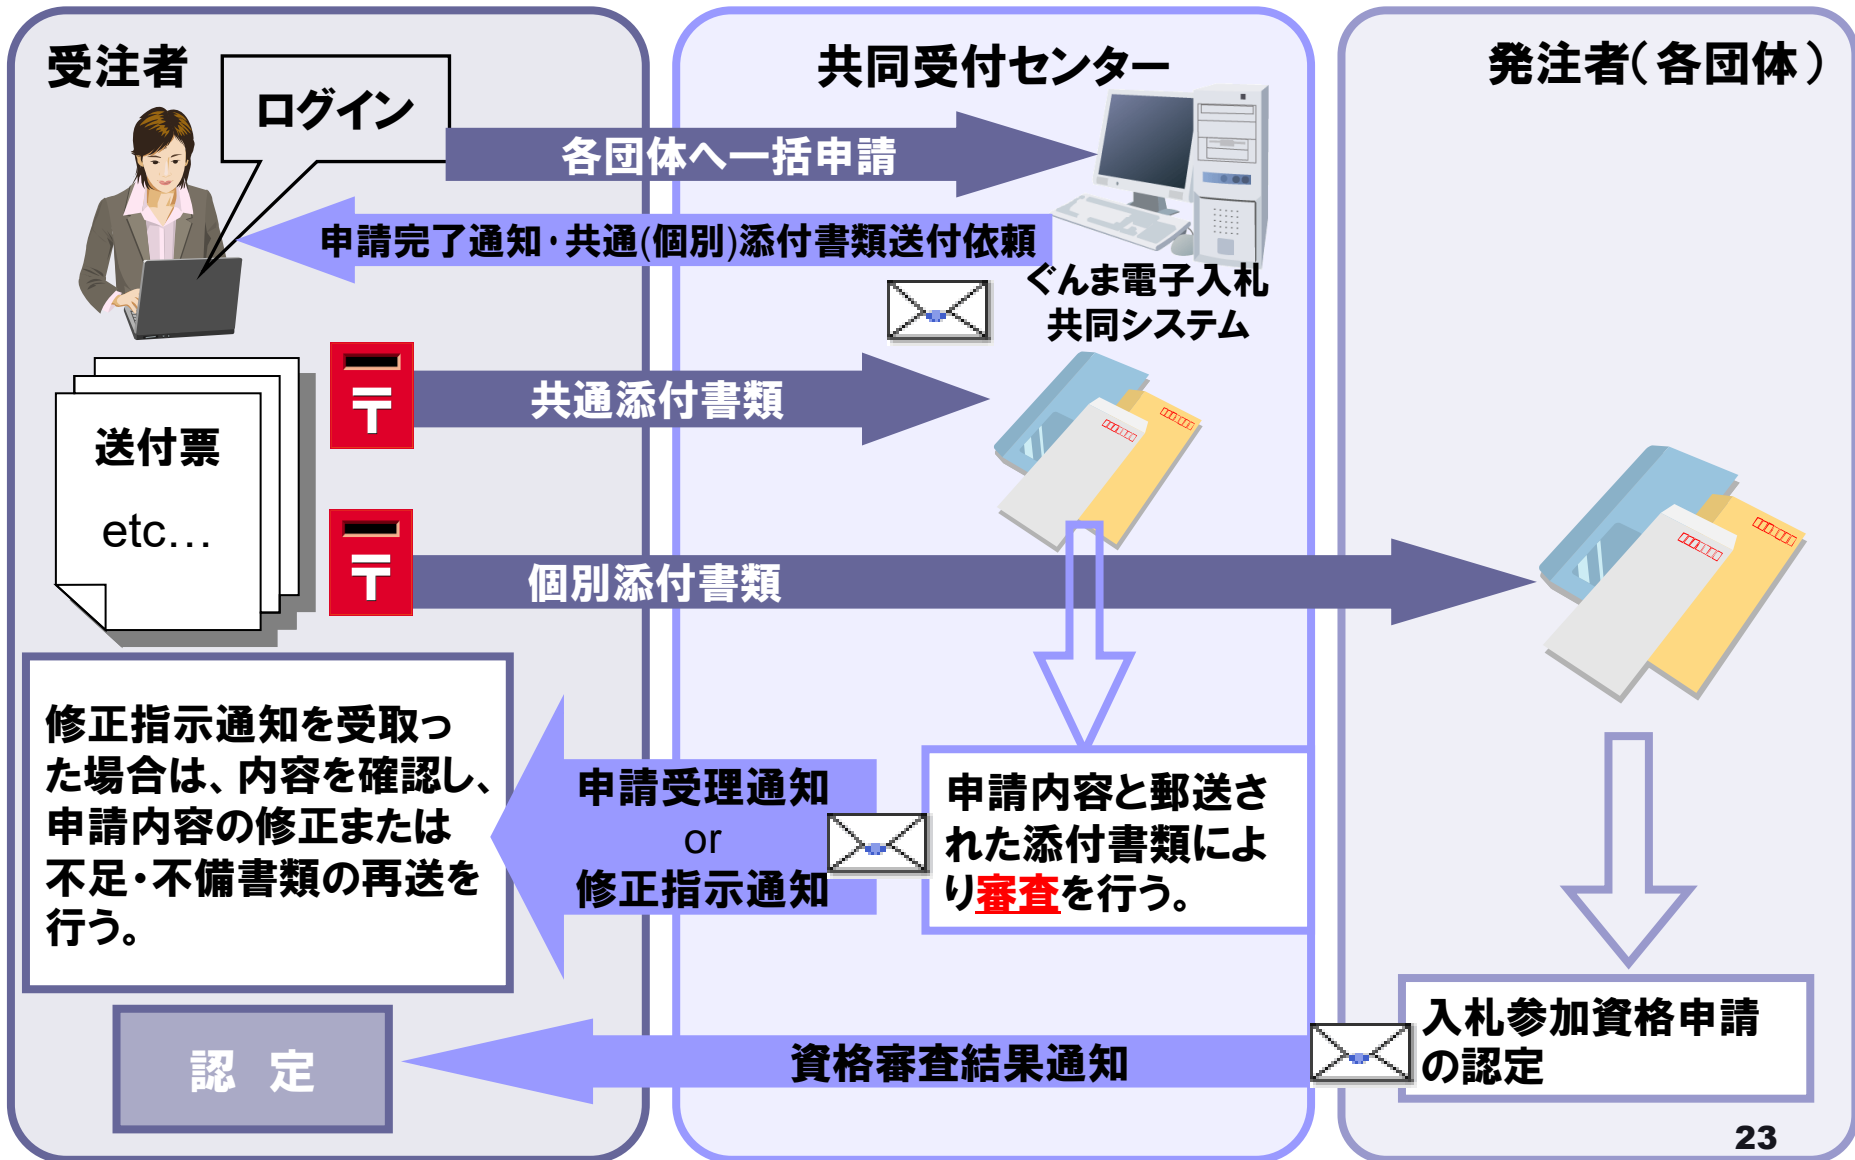 受注者
共同受付センター
発注者（各団体）
ログイン
各団体へ一括申請
申請完了通知・共通(個別)添付書類送付依頼
ぐんま電子入札
共同システム
〒
共通添付書類
送付票
etc…
〒
個別添付書類
修正指示通知を受取っ
た場合は、内容を確認し、
申請内容の修正または
不足・不備書類の再送を
行う。
申請受理通知
or
修正指示通知
申請内容と郵送さ
れた添付書類によ
り審査を行う。
認　定
資格審査結果通知
入札参加資格申請
の認定
23